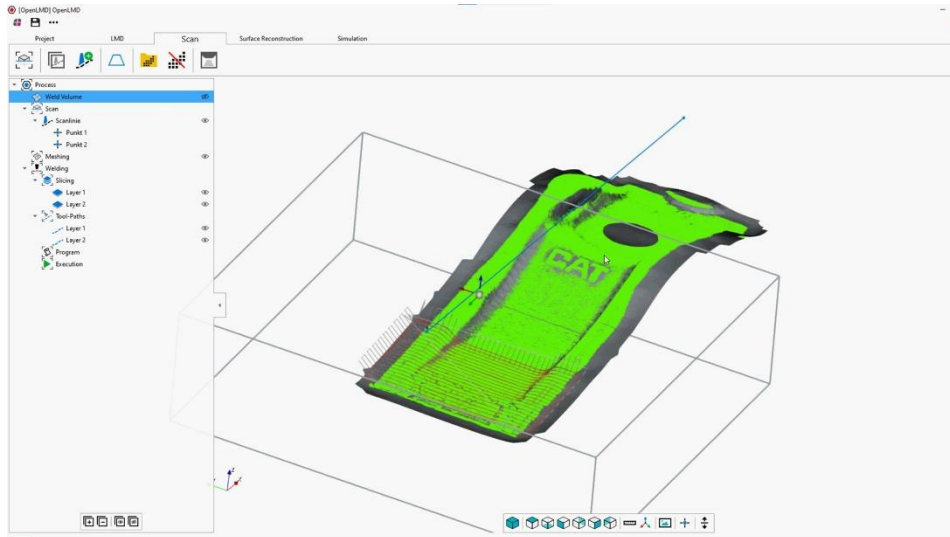 [OpenLMD] OpenLMD
Project LMD Scan Surface Reconstruction Simulation
Process
Weld Volume
Scan
Scanlinie
Punkt 1
Punkt 2
Meshing
Welding
Slicing
Layer 1
Layer 2
Tool-Paths
Layer 1
Layer 2
Program
Execution
CAT
z